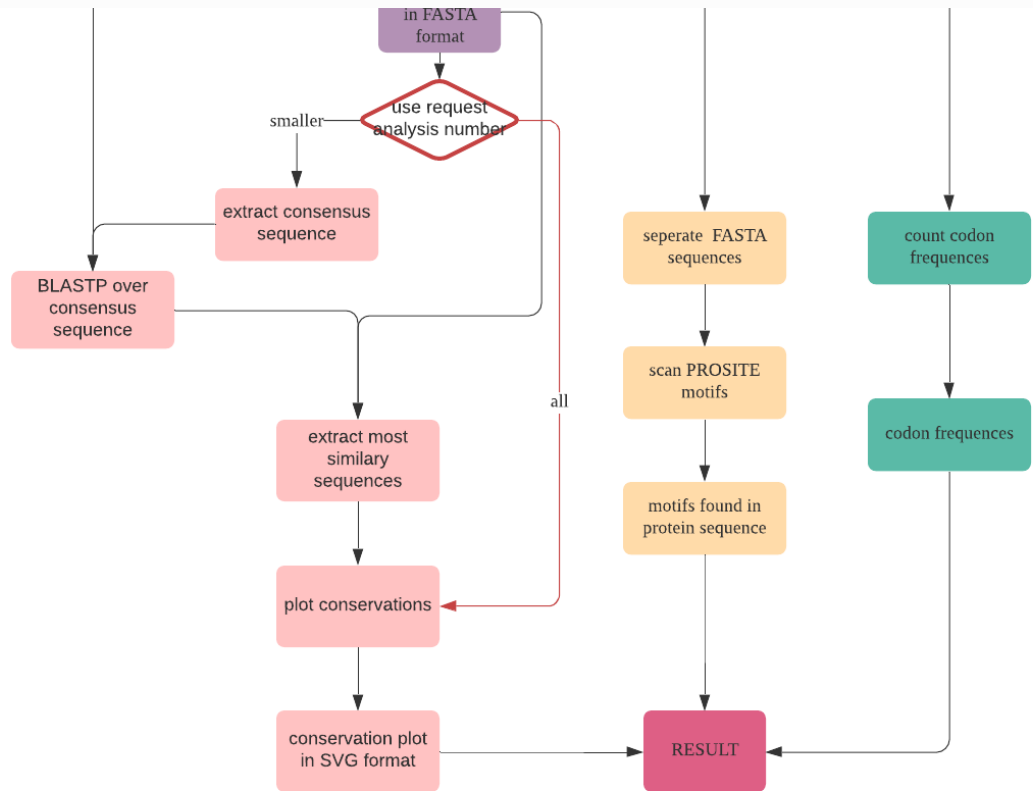 in FASTA
format
use request
analysis number
smaller
extract consensus
sequence
BLASTP over
consensus
sequence
extract most
similary
sequences
all
plot conservations
conservation plot
in SVG format
seperate FASTA
sequences
scan PROSITE
motifs
motifs found in
protein sequence
count codon
frequences
codon frequences
RESULT